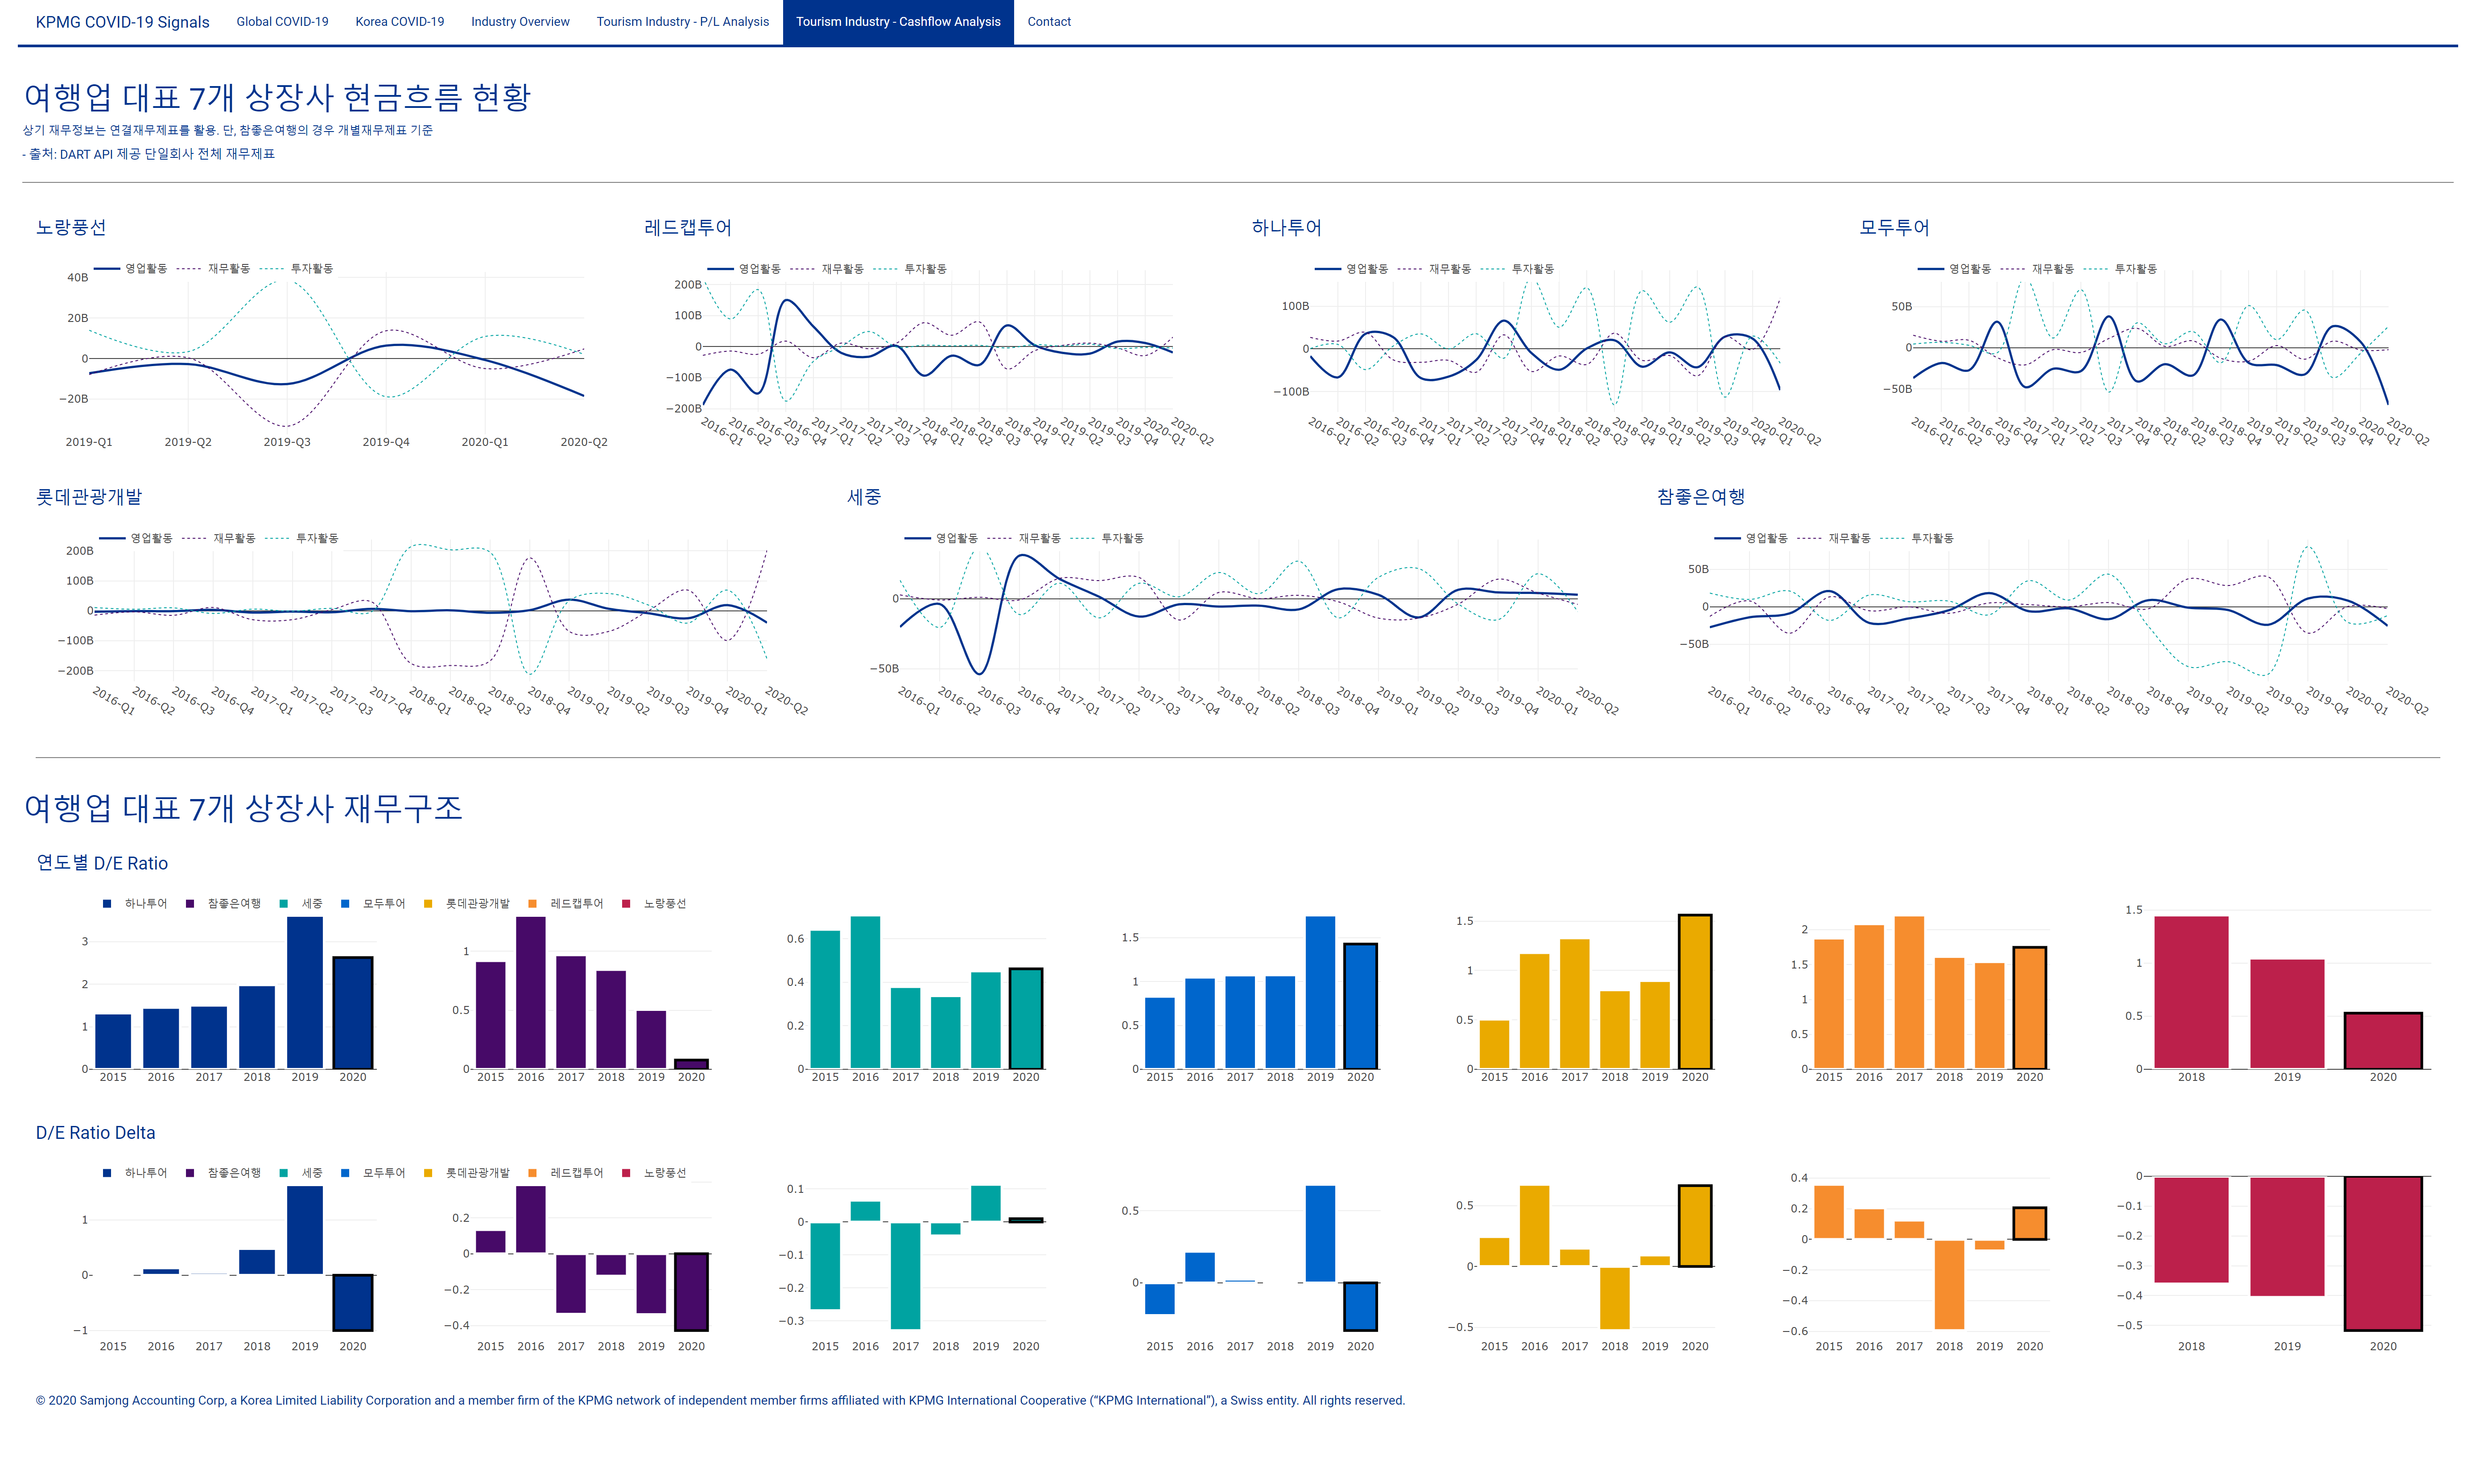 KPMG COVID-19 Signals Global COVID-19 Korea COVID-19 Industry Overview Tourism Industry - P/L Analysis Tourism Industry - Cashflow Analysis Contact
여행업 대표 7개 상장사 현금흐름 현황
상기 재무정보는 연결재무제표를 활용. 단, 참좋은여행의 경우 개별재무제표 기준
- 출처: DART API 제공 단일회사 전체 재무제표
노랑풍선
영업활동 재무활동 투자활동
40B
20B
0
−20B
2019-Q1 2019-Q2 2019-Q3 2019-Q4 2020-Q1 2020-Q2
레드캡투어
영업활동 재무활동 투자활동
200B
100B
0
−100B
−200B
2016-Q1 2016-Q2 2016-Q3 2016-Q4 2017-Q1 2017-Q2 2017-Q3 2017-Q4 2018-Q1 2018-Q2 2018-Q3 2018-Q4 2019-Q1 2019-Q2 2019-Q3 2019-Q4 2020-Q1 2020-Q2
하나투어
영업활동 재무활동 투자활동
100B
0
−100B
2016-Q1 2016-Q2 2016-Q3 2016-Q4 2017-Q1 2017-Q2 2017-Q3 2017-Q4 2018-Q1 2018-Q2 2018-Q3 2018-Q4 2019-Q1 2019-Q2 2019-Q3 2019-Q4 2020-Q1 2020-Q2
모두투어
영업활동 재무활동 투자활동
50B
0
−50B
2016-Q1 2016-Q2 2016-Q3 2016-Q4 2017-Q1 2017-Q2 2017-Q3 2017-Q4 2018-Q1 2018-Q2 2018-Q3 2018-Q4 2019-Q1 2019-Q2 2019-Q3 2019-Q4 2020-Q1 2020-Q2
롯데관광개발
영업활동 재무활동 투자활동
200B
100B
0
−100B
−200B
2016-Q1 2016-Q2 2016-Q3 2016-Q4 2017-Q1 2017-Q2 2017-Q3 2017-Q4 2018-Q1 2018-Q2 2018-Q3 2018-Q4 2019-Q1 2019-Q2 2019-Q3 2019-Q4 2020-Q1 2020-Q2
세중
영업활동 재무활동 투자활동
0
−50B
2016-Q1 2016-Q2 2016-Q3 2016-Q4 2017-Q1 2017-Q2 2017-Q3 2017-Q4 2018-Q1 2018-Q2 2018-Q3 2018-Q4 2019-Q1 2019-Q2 2019-Q3 2019-Q4 2020-Q1 2020-Q2
참좋은여행
영업활동 재무활동 투자활동
50B
0
−50B
2016-Q1 2016-Q2 2016-Q3 2016-Q4 2017-Q1 2017-Q2 2017-Q3 2017-Q4 2018-Q1 2018-Q2 2018-Q3 2018-Q4 2019-Q1 2019-Q2 2019-Q3 2019-Q4 2020-Q1 2020-Q2
여행업 대표 7개 상장사 재무구조
연도별 D/E Ratio
하나투어 참좋은여행 세중 모두투어 롯데관광개발 레드캡투어 노랑풍선
3
2
1
0
2015 2016 2017 2018 2019 2020
1
0.5
0
2015 2016 2017 2018 2019 2020
0.6
0.4
0.2
0
2015 2016 2017 2018 2019 2020
1.5
1
0.5
0
2015 2016 2017 2018 2019 2020
1.5
1
0.5
0
2015 2016 2017 2018 2019 2020
2
1.5
1
0.5
0
2015 2016 2017 2018 2019 2020
1.5
1
0.5
0
2018 2019 2020
D/E Ratio Delta
하나투어 참좋은여행 세중 모두투어 롯데관광개발 레드캡투어 노랑풍선
1
0
−1
2015 2016 2017 2018 2019 2020
0.2
0
−0.2
−0.4
2015 2016 2017 2018 2019 2020
0.1
0
−0.1
−0.2
−0.3
2015 2016 2017 2018 2019 2020
0.5
0
2015 2016 2017 2018 2019 2020
0.5
0
−0.5
2015 2016 2017 2018 2019 2020
0.4
0.2
0
−0.2
−0.4
−0.6
2015 2016 2017 2018 2019 2020
0
−0.1
−0.2
−0.3
−0.4
−0.5
2018 2019 2020
© 2020 Samjong Accounting Corp, a Korea Limited Liability Corporation and a member firm of the KPMG network of independent member firms affiliated with KPMG International Cooperative (“KPMG International”), a Swiss entity. All rights reserved.